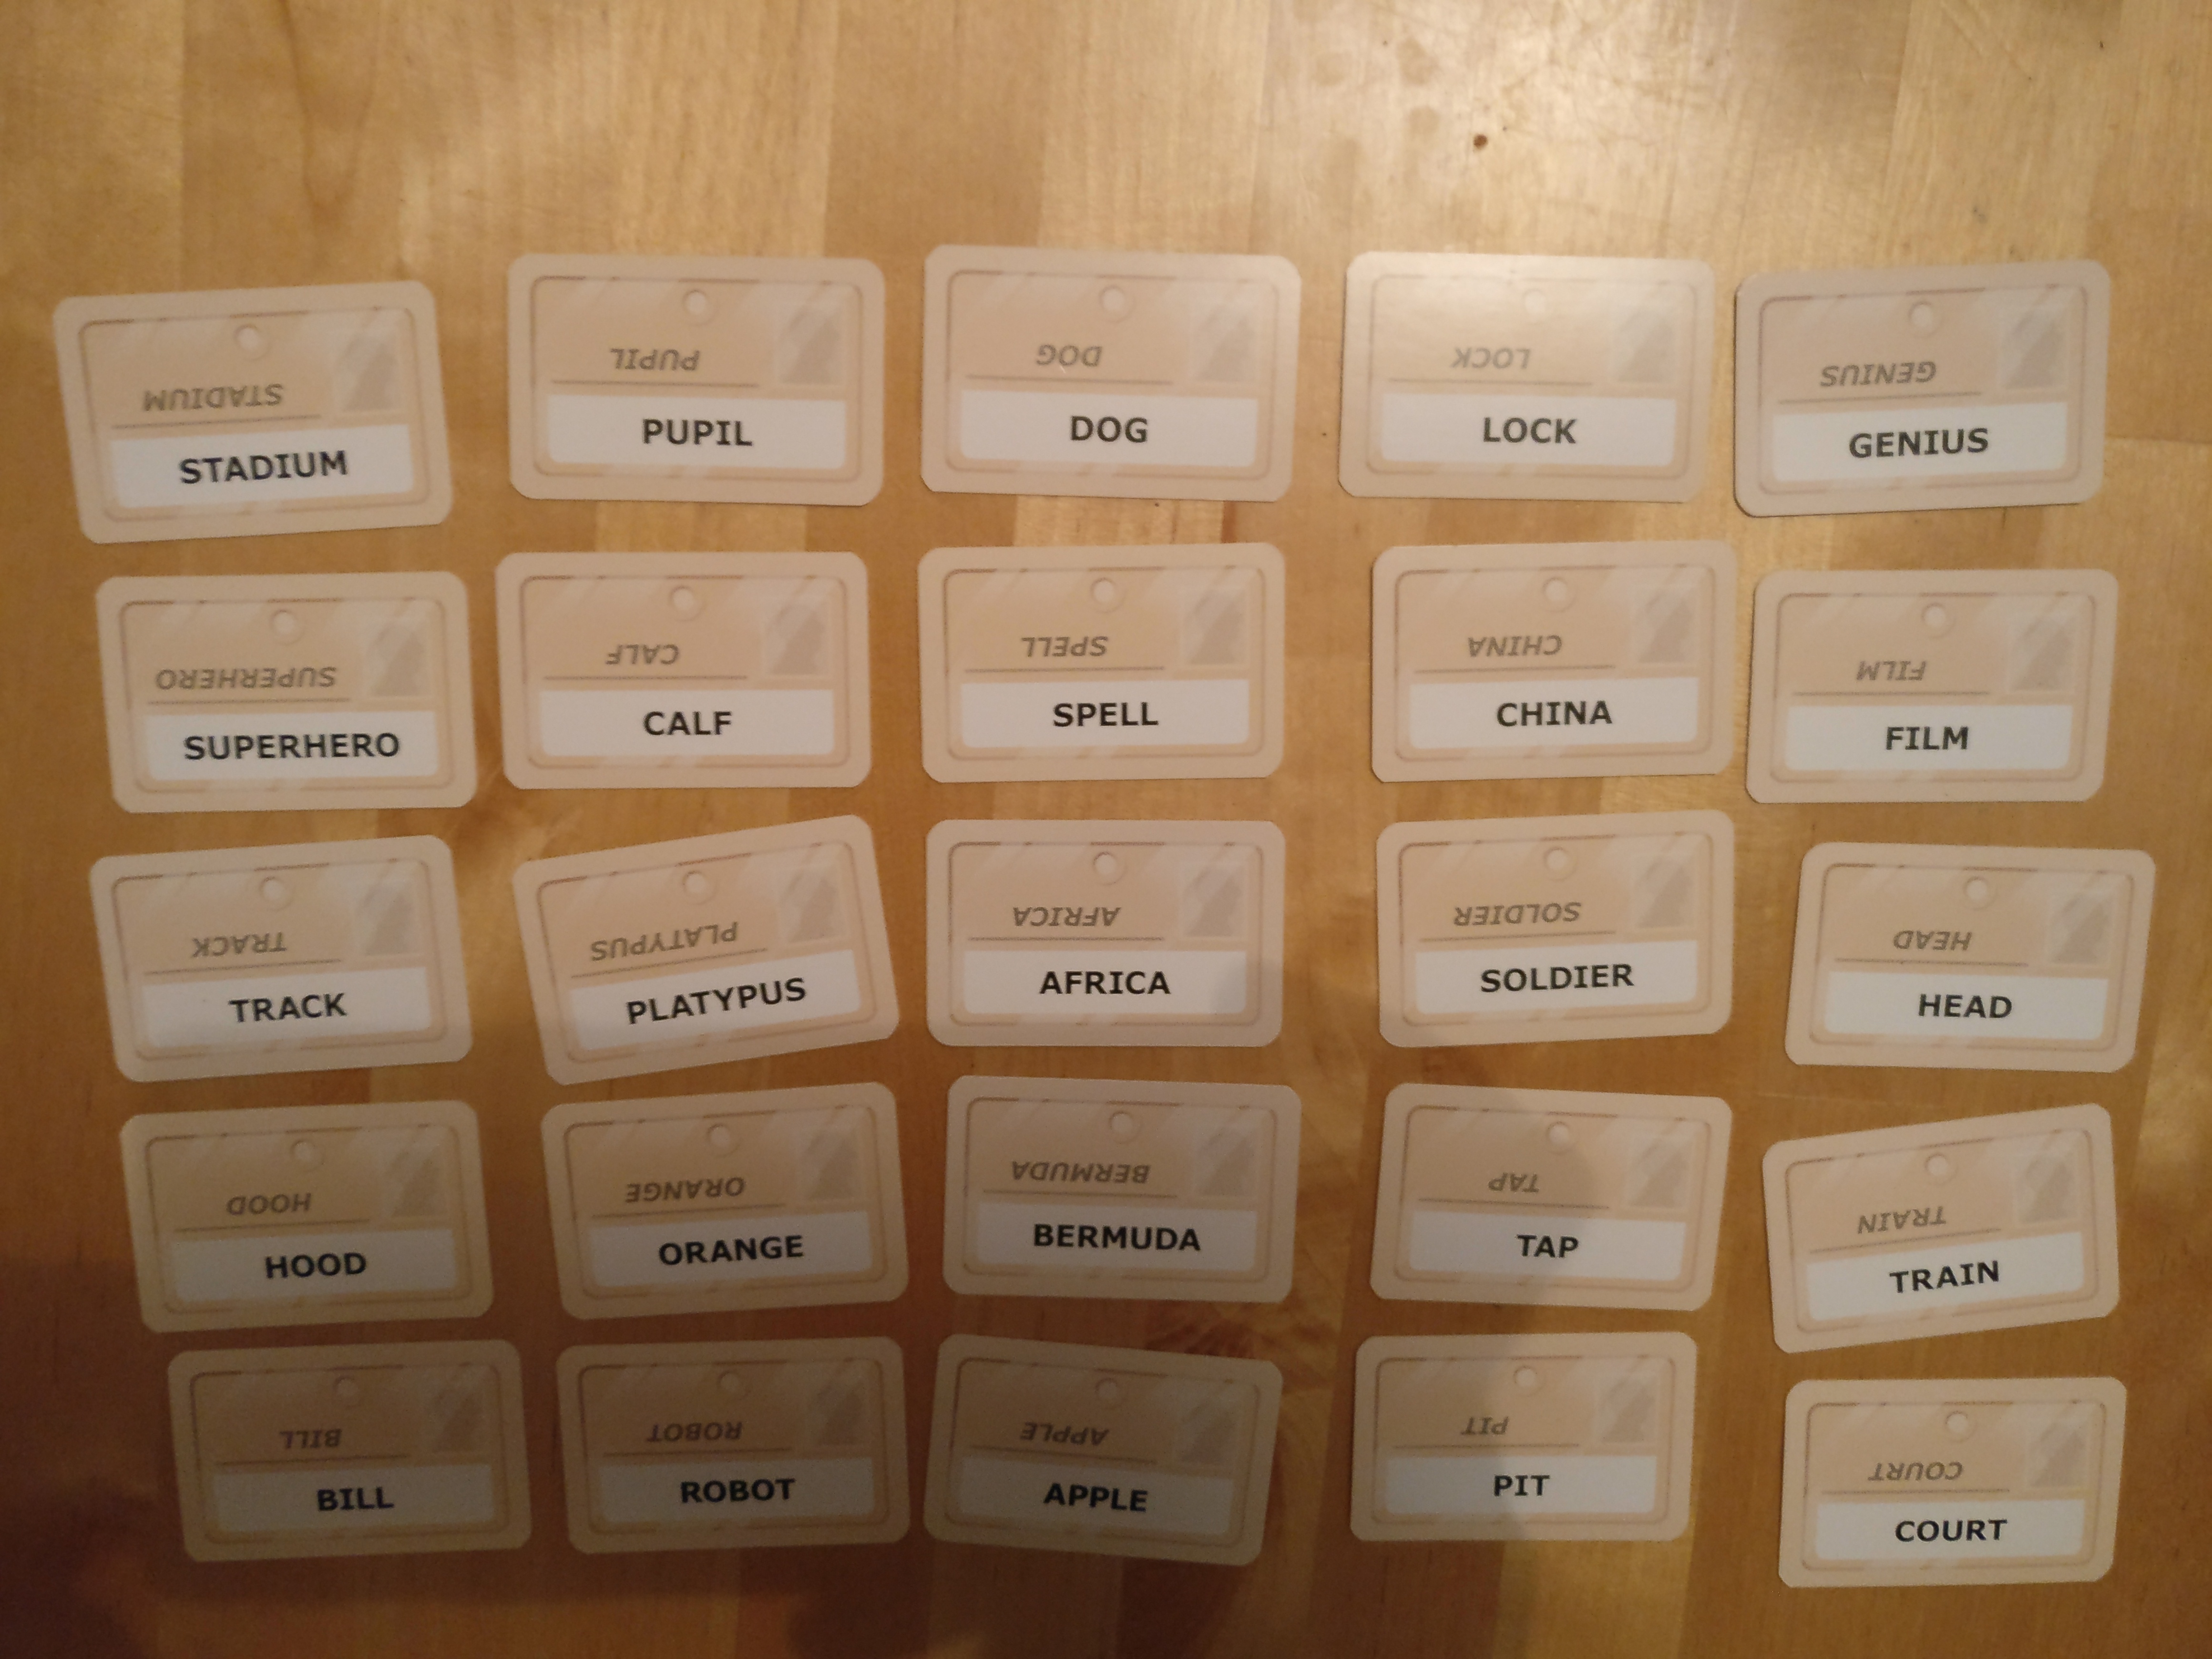 STADIUM
STADIUM
PUPIL
PUPIL
DOG
DOG
LOCK
LOCK
GENIUS
GENIUS
SUPERHERO
SUPERHERO
CALF
CALF
SPELL
SPELL
CHINA
CHINA
FILM
FILM
TRACK
TRACK
PLATYPUS
PLATYPUS
AFRICA
AFRICA
SOLDIER
SOLDIER
HEAD
HEAD
HOOD
HOOD
ORANGE
ORANGE
BERMUDA
BERMUDA
TAP
TAP
TRAIN
TRAIN
BILL
BILL
ROBOT
ROBOT
APPLE
APPLE
PIT
PIT
COURT
COURT